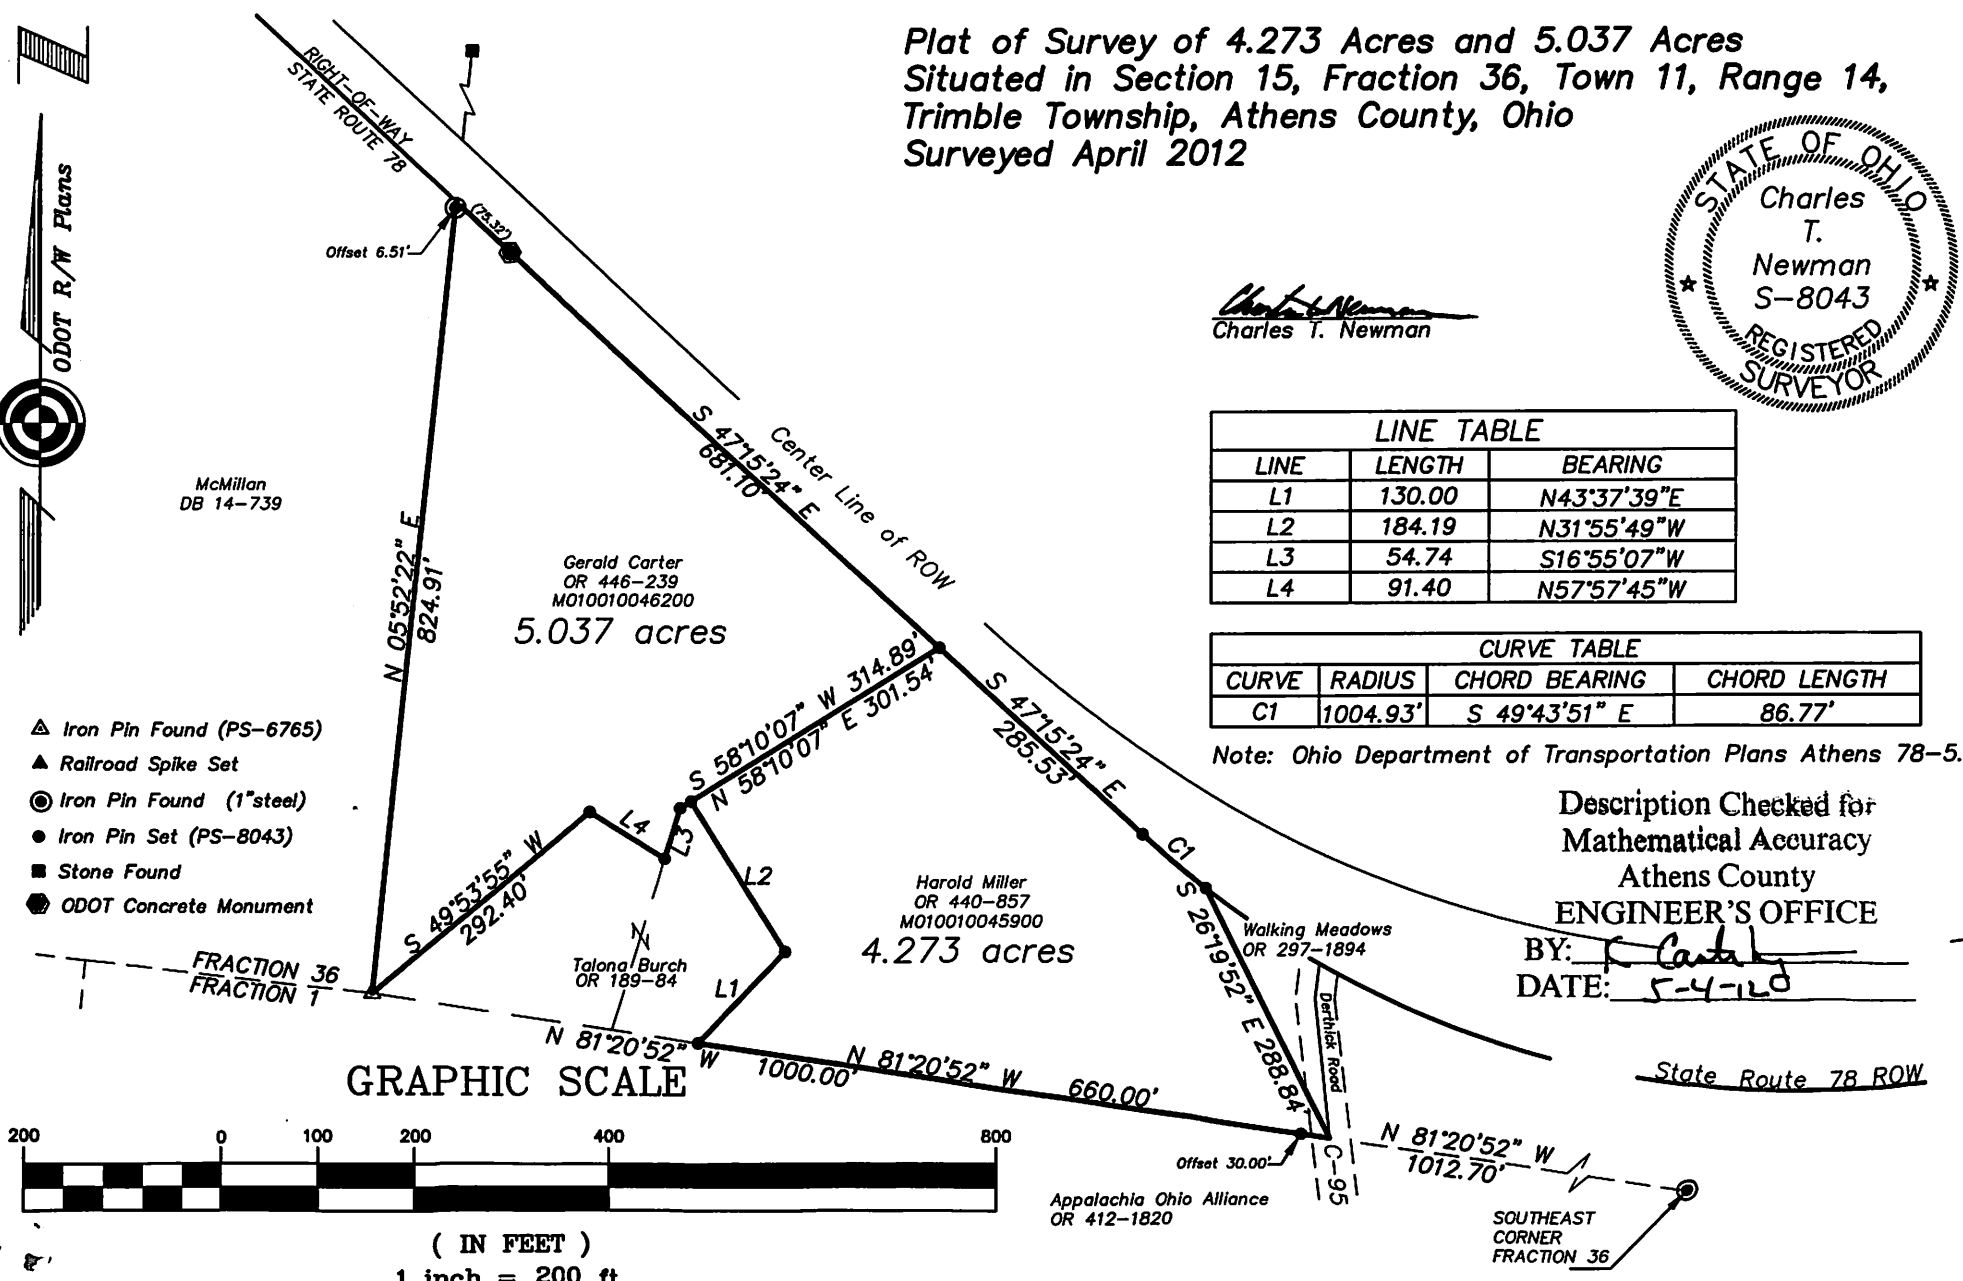 Plat of Survey of 4.273 Acres and 5.037 Acres
Situated in Section 15, Fraction 36, Town 11, Range 14,
Trimble Township, Athens County, Ohio
Surveyed April 2012
STATE OF OHIO
Charles
T.
Newman
S-8043
REGISTERED
SURVEYOR
Charles T. Newman
ODOT R/W Plans
RIGHT-OF-WAY
STATE ROUTE 78
(75.32')
Offset 6.51'
S 47°15'24" E
681.10'
Center Line of ROW
McMillan
DB 14-739
N 05°52'22" E
824.91'
Gerald Carter
OR 446-239
M010010046200
5.037 acres
LINE TABLE
LINE LENGTH BEARING
L1 130.00 N43°37'39"E
L2 184.19 N31°55'49"W
L3 54.74 S16°55'07"W
L4 91.40 N57°57'45"W
CURVE TABLE
CURVE RADIUS CHORD BEARING CHORD LENGTH
C1 1004.93' S 49°43'51" E 86.77'
Note: Ohio Department of Transportation Plans Athens 78-5.
S 58°10'07" W 314.89'
N 58°10'07" E 301.54'
S 47°15'24" E
285.53'
C1
Iron Pin Found (PS-6765)
Railroad Spike Set
Iron Pin Found (1"steel)
Iron Pin Set (PS-8043)
Stone Found
ODOT Concrete Monument
L4
L3
L2
L1
S 49°53'55" W
292.40'
Harold Miller
OR 440-857
M010010045900
4.273 acres
Walking Meadows
OR 297-1894
S 26°19'52" E 288.84'
Derthick Road
C-95
Description Checked for
Mathematical Accuracy
Athens County
ENGINEER'S OFFICE
BY:
DATE:
FRACTION 36
FRACTION 1
Talona Burch
OR 189-84
N 81°20'52" W
1000.00'
N 81°20'52" W
660.00'
State Route 78 ROW
Offset 30.00'
N 81°20'52" W
1012.70'
Appalachia Ohio Alliance
OR 412-1820
SOUTHEAST
CORNER
FRACTION 36
GRAPHIC SCALE
200 0 100 200 400 800
( IN FEET )
1 inch = 200 ft